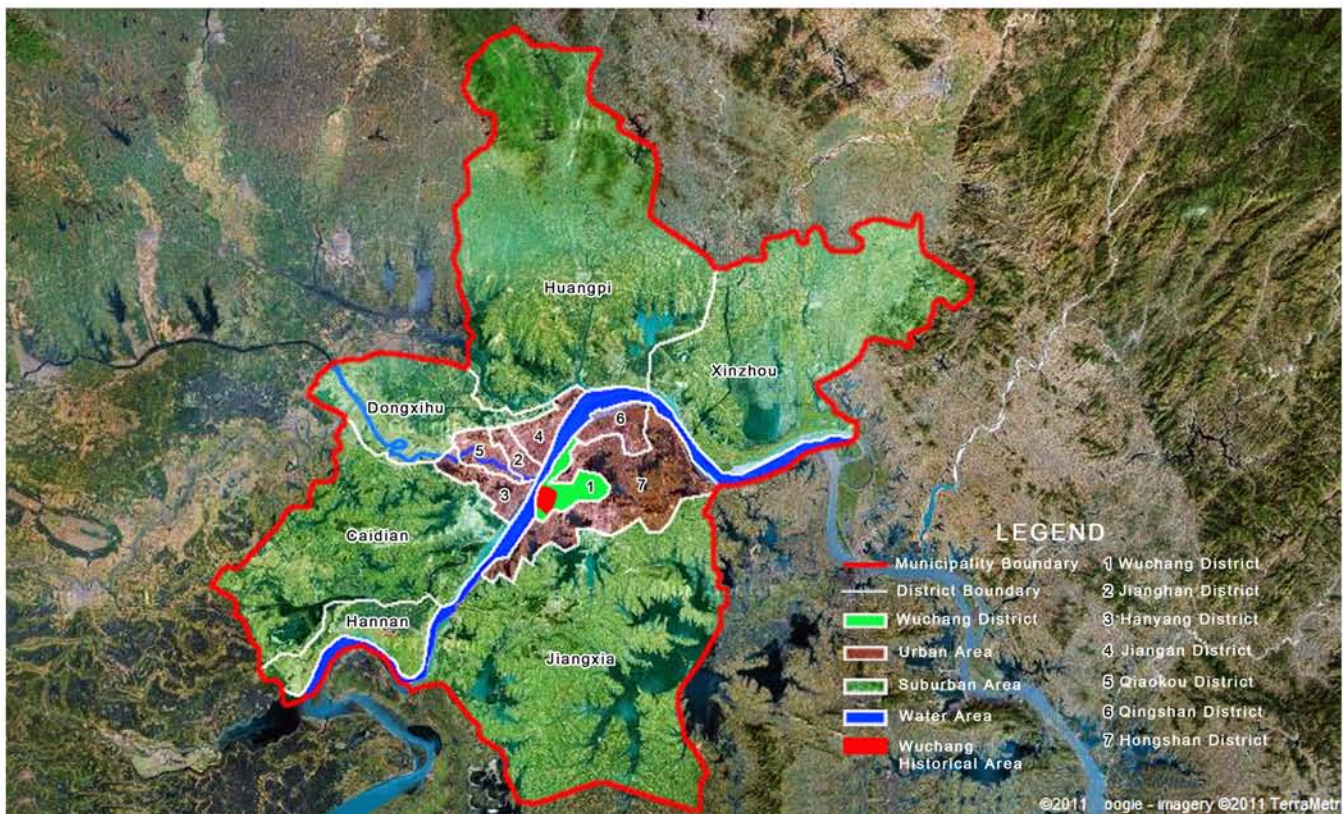 Huangpi
Xinzhou
Dongxihu
6
4
5
2
3
1
7
Caidian
Hannan
Jiangxia
LEGEND
Municipality Boundary
District Boundary
Wuchang District
Urban Area
Suburban Area
Water Area
Wuchang
Historical Area
1 Wuchang District
2 Jianghan District
3 Hanyang District
4 Jiangan District
5 Qiaokou District
6 Qingshan District
7 Hongshan District
©2011 oogle - imagery ©2011 TerraMetr